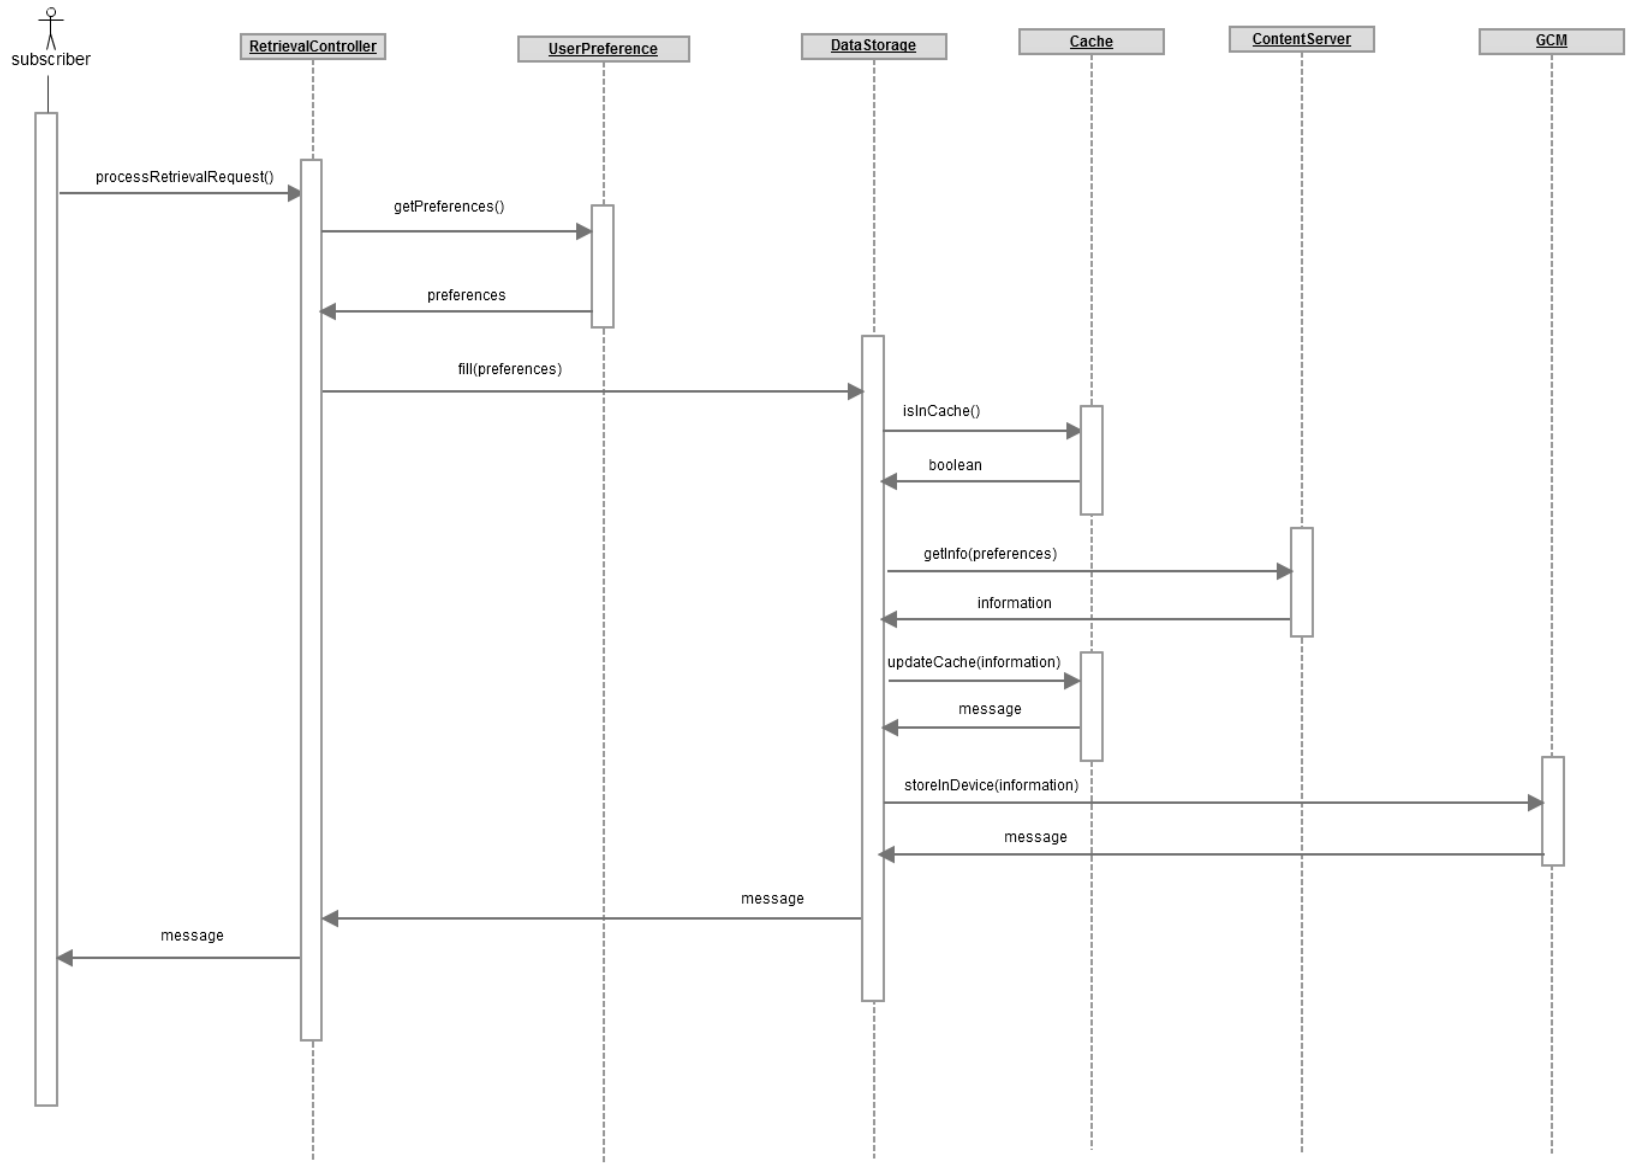 subscriber
RetrievalController
UserPreference
DataStorage
Cache
ContentServer
GCM
processRetrievalRequest()
getPreferences()
preferences
fill(preferences)
isInCache()
boolean
getInfo(preferences)
information
updateCache(information)
message
storeInDevice(information)
message
message
message